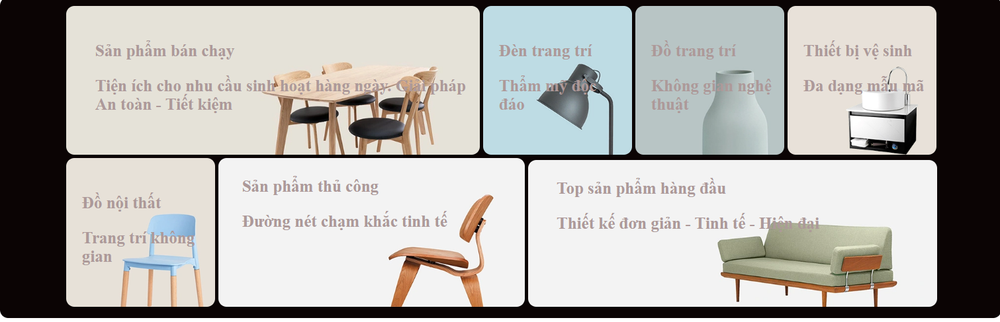 Sản phẩm bán chạy
Tiện ích cho nhu cầu sinh hoạt hàng ngày. Giải pháp
An toàn - Tiết kiệm
Đèn trang trí
Thẩm mỹ độc
đáo
Đồ trang trí
Không gian nghệ
thuật
Thiết bị vệ sinh
Đa dạng mẫu mã
Đồ nội thất
Trang trí không
gian
Sản phẩm thủ công
Đường nét chạm khắc tinh tế
Top sản phẩm hàng đầu
Thiết kế đơn giản - Tinh tế - Hiện đại